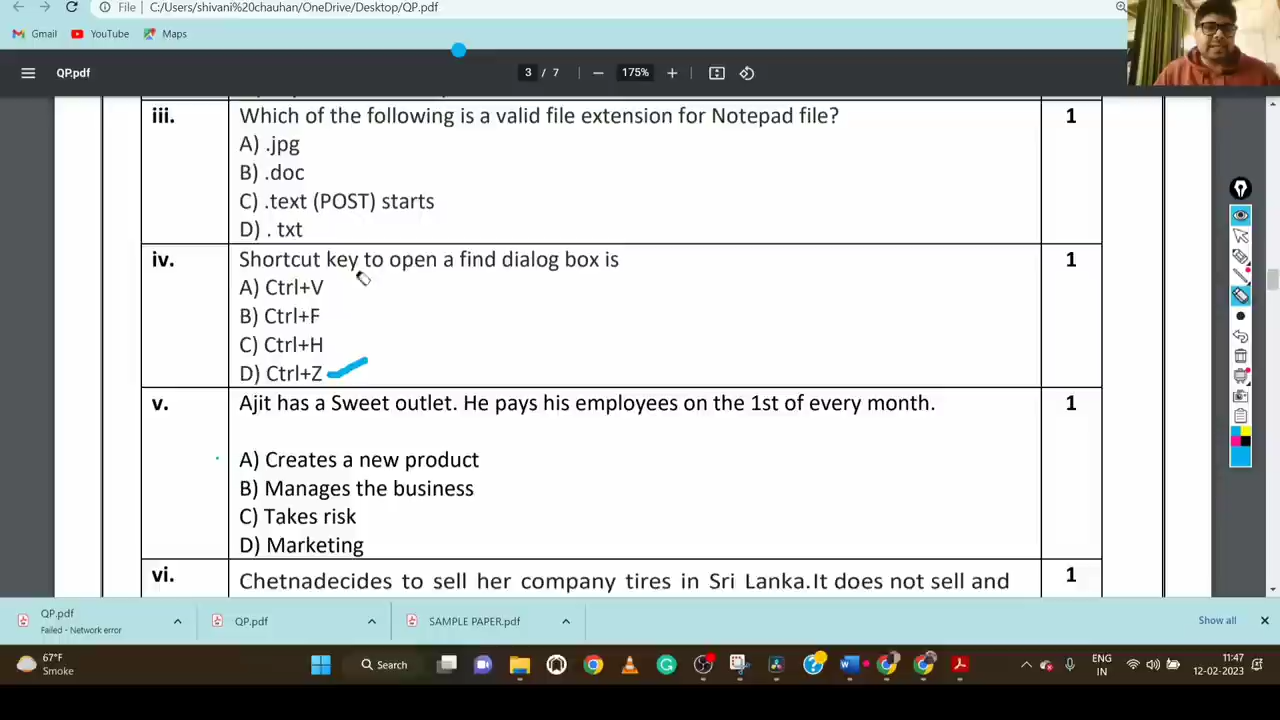 File
C:/Users/shivani%20chauhan/OneDrive/Desktop/QP.pdf
Gmail
YouTube
Maps
QP.pdf
3 / 7
175%
iii.
Which of the following is a valid file extension for Notepad file?
1
A) .jpg
B) .doc
C) .text (POST) starts
D) . txt
iv.
Shortcut key to open a find dialog box is
1
A) Ctrl+V
B) Ctrl+F
C) Ctrl+H
D) Ctrl+Z
v.
Ajit has a Sweet outlet. He pays his employees on the 1st of every month.
1
A) Creates a new product
B) Manages the business
C) Takes risk
D) Marketing
vi.
Chetnadecides to sell her company tires in Sri Lanka.It does not sell and
1
QP.pdf
Failed - Network error
QP.pdf
SAMPLE PAPER.pdf
Show all
67°F
Smoke
Search
ENG
IN
11:47
12-02-2023